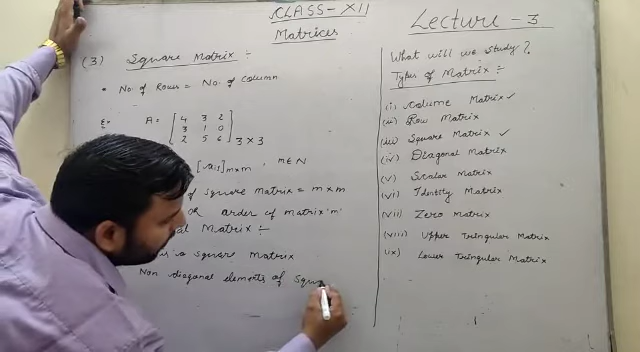 CLASS-XII
Matrices
Lecture - 3
(3) Square Matrix :-
• No. of Rows = No. of Column
Ex- A = [4 3 2
3 1 0
2 5 6] 3×3
m×m , m∈N
of square matrix = m×m
OR order of matrix 'm'
Matrix :-
is a square matrix
Non diagonal elements of squ
What will we study?
Types of Matrix :-
(i) Column Matrix ✓
(ii) Row Matrix
(iii) Square Matrix ✓
(iv) Diagonal Matrix
(v) Scalar Matrix
(vi) Identity Matrix
(vii) Zero Matrix
(viii) Upper Tringular Matrix
(ix) Lower Tringular Matrix